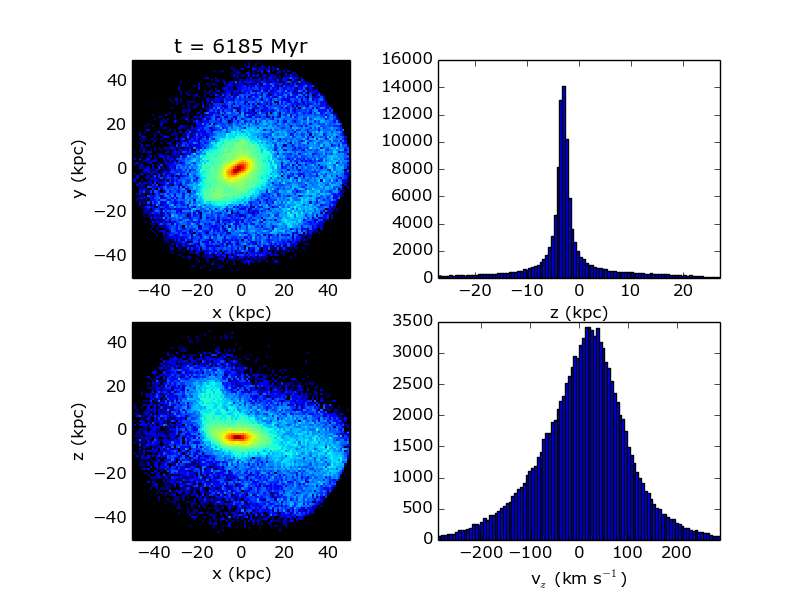 t = 6185 Myr
40
20
0
−20
−40
y (kpc)
−40 −20 0 20 40
x (kpc)
16000
14000
12000
10000
8000
6000
4000
2000
0
−20 −10 0 10 20
z (kpc)
40
20
0
−20
−40
z (kpc)
−40 −20 0 20 40
x (kpc)
3500
3000
2500
2000
1500
1000
500
0
−200 −100 0 100 200
v_z (km s⁻¹)